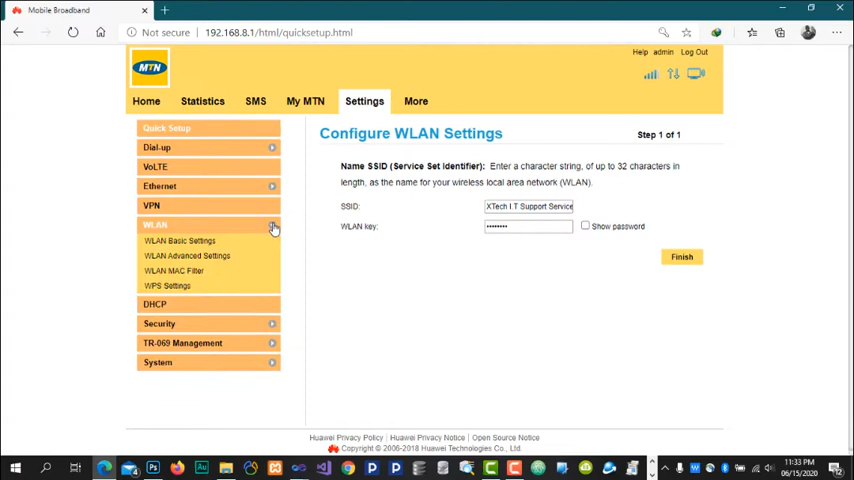 Mobile Broadband
Not secure 192.168.8.1/html/quicksetup.html
MTN
Help admin Log Out
Home Statistics SMS My MTN Settings More
Quick Setup
Dial-up
VoLTE
Ethernet
VPN
WLAN
WLAN Basic Settings
WLAN Advanced Settings
WLAN MAC Filter
WPS Settings
DHCP
Security
TR-069 Management
System
Configure WLAN Settings
Step 1 of 1
Name SSID (Service Set Identifier): Enter a character string, of up to 32 characters in
length, as the name for your wireless local area network (WLAN).
SSID: XTech I.T Support Service
WLAN key: ••••••••
Show password
Finish
Huawei Privacy Policy | Huawei Privacy Notice | Open Source Notice
Copyright © 2006-2018 Huawei Technologies Co., Ltd.
11:33 PM
06/15/2020